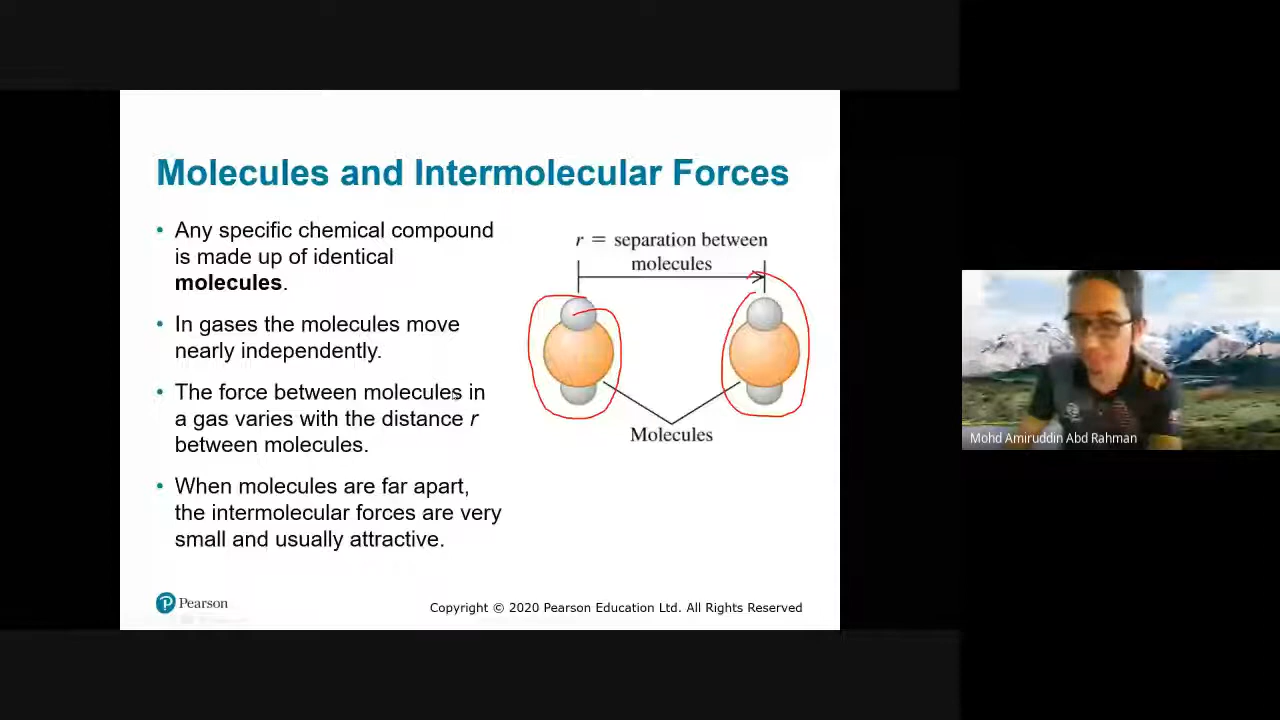 Molecules and Intermolecular Forces
• Any specific chemical compound
is made up of identical
molecules.
• In gases the molecules move
nearly independently.
• The force between molecules in
a gas varies with the distance r
between molecules.
• When molecules are far apart,
the intermolecular forces are very
small and usually attractive.
r = separation between
molecules
Molecules
Pearson
Copyright © 2020 Pearson Education Ltd. All Rights Reserved
Mohd Amiruddin Abd Rahman